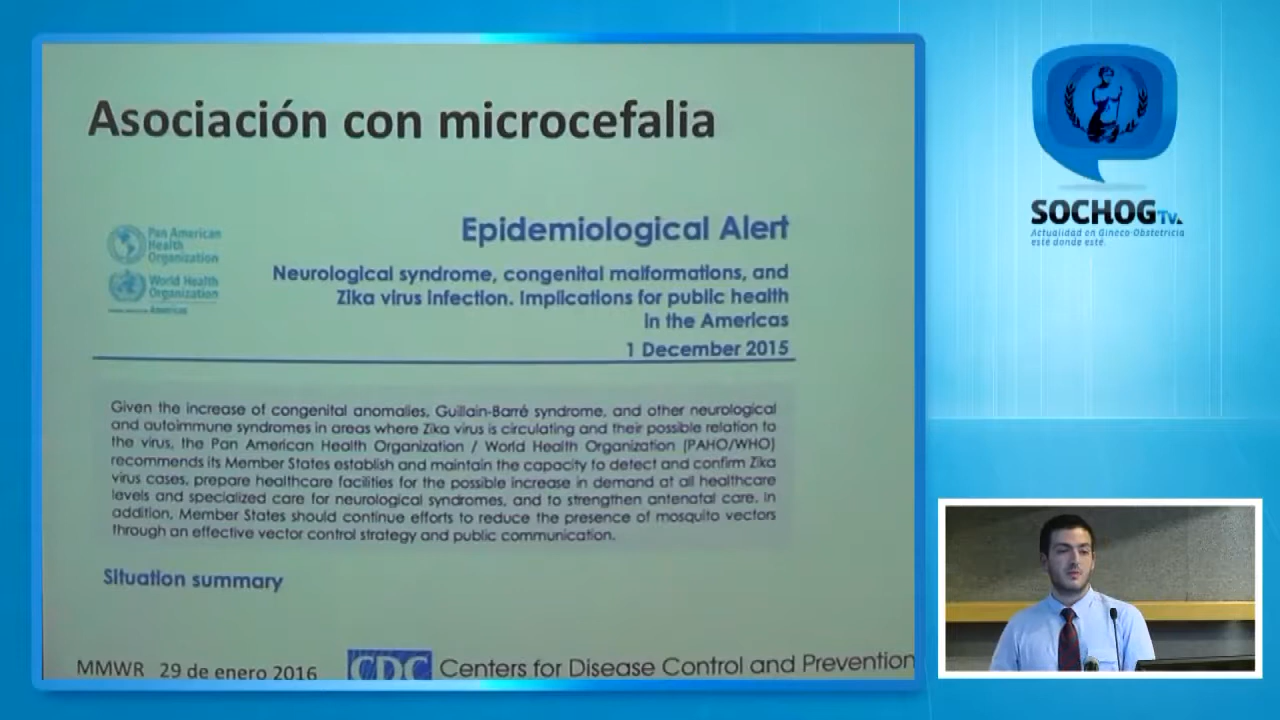 Asociación con microcefalia
Pan American
Health
Organization
World Health
Organization
Americas
Epidemiological Alert
Neurological syndrome, congenital malformations, and
Zika virus infection. Implications for public health
in the Americas
1 December 2015
Given the increase of congenital anomalies, Guillain-Barré syndrome, and other neurological
and autoimmune syndromes in areas where Zika virus is circulating and their possible relation to
the virus, the Pan American Health Organization / World Health Organization (PAHO/WHO)
recommends its Member States establish and maintain the capacity to detect and confirm Zika
virus cases, prepare healthcare facilities for the possible increase in demand at all healthcare
levels and specialized care for neurological syndromes, and to strengthen antenatal care. In
addition, Member States should continue efforts to reduce the presence of mosquito vectors
through an effective vector control strategy and public communication.
Situation summary
MMWR 29 de enero 2016
CDC Centers for Disease Control and Prevention
SOCHOG Tv.
Actualidad en Gineco-Obstetricia
esté donde esté.